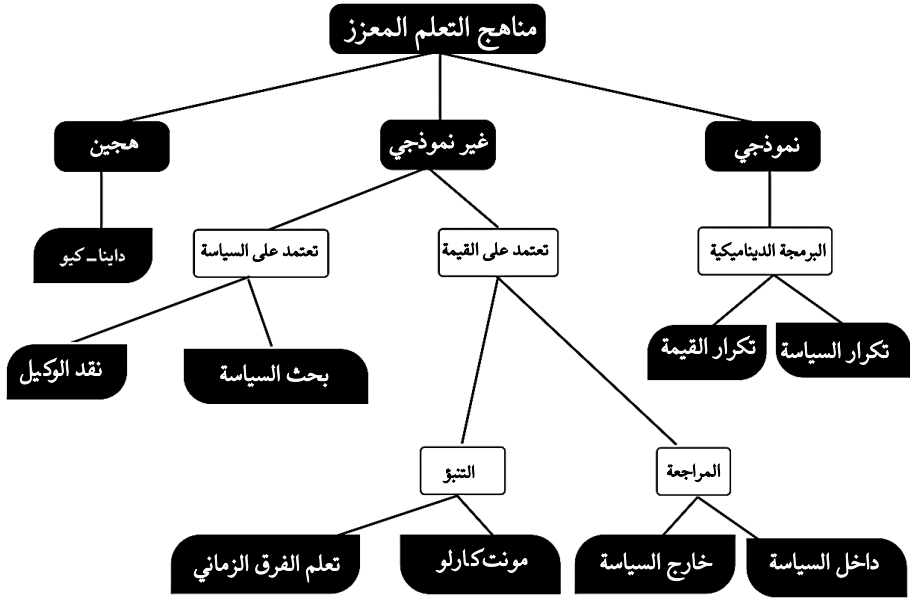 مناهج التعلم المعزز
نموذجي
غير نموذجي
هجين
البرمجة الديناميكية
تعتمد على القيمة
تعتمد على السياسة
داينا-كيو
تكرار السياسة
تكرار القيمة
بحث السياسة
نقد الوكيل
المراجعة
التنبؤ
داخل السياسة
خارج السياسة
مونت كارلو
تعلم الفرق الزماني